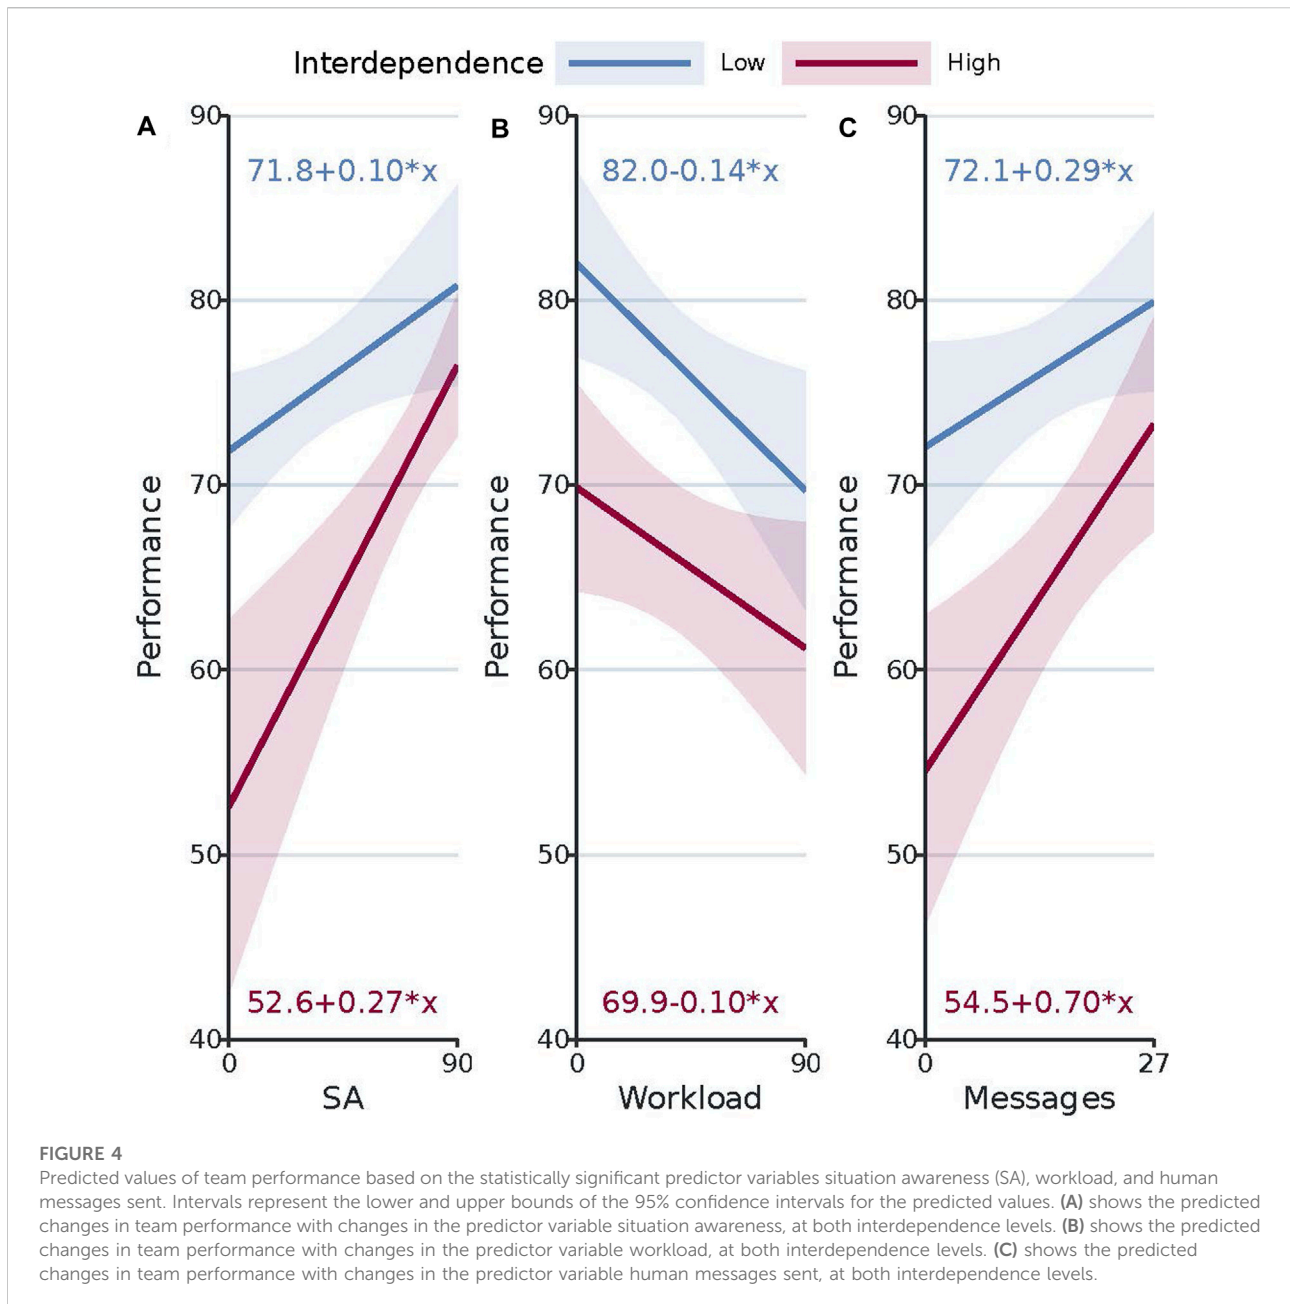 Interdependence Low High
A
B
C
90
80
70
60
50
40
Performance
71.8+0.10*x
52.6+0.27*x
0 90
SA
90
80
70
60
50
40
Performance
82.0-0.14*x
69.9-0.10*x
0 90
Workload
90
80
70
60
50
40
Performance
72.1+0.29*x
54.5+0.70*x
0 27
Messages
FIGURE 4
Predicted values of team performance based on the statistically significant predictor variables situation awareness (SA), workload, and human
messages sent. Intervals represent the lower and upper bounds of the 95% confidence intervals for the predicted values. (A) shows the predicted
changes in team performance with changes in the predictor variable situation awareness, at both interdependence levels. (B) shows the predicted
changes in team performance with changes in the predictor variable workload, at both interdependence levels. (C) shows the predicted
changes in team performance with changes in the predictor variable human messages sent, at both interdependence levels.